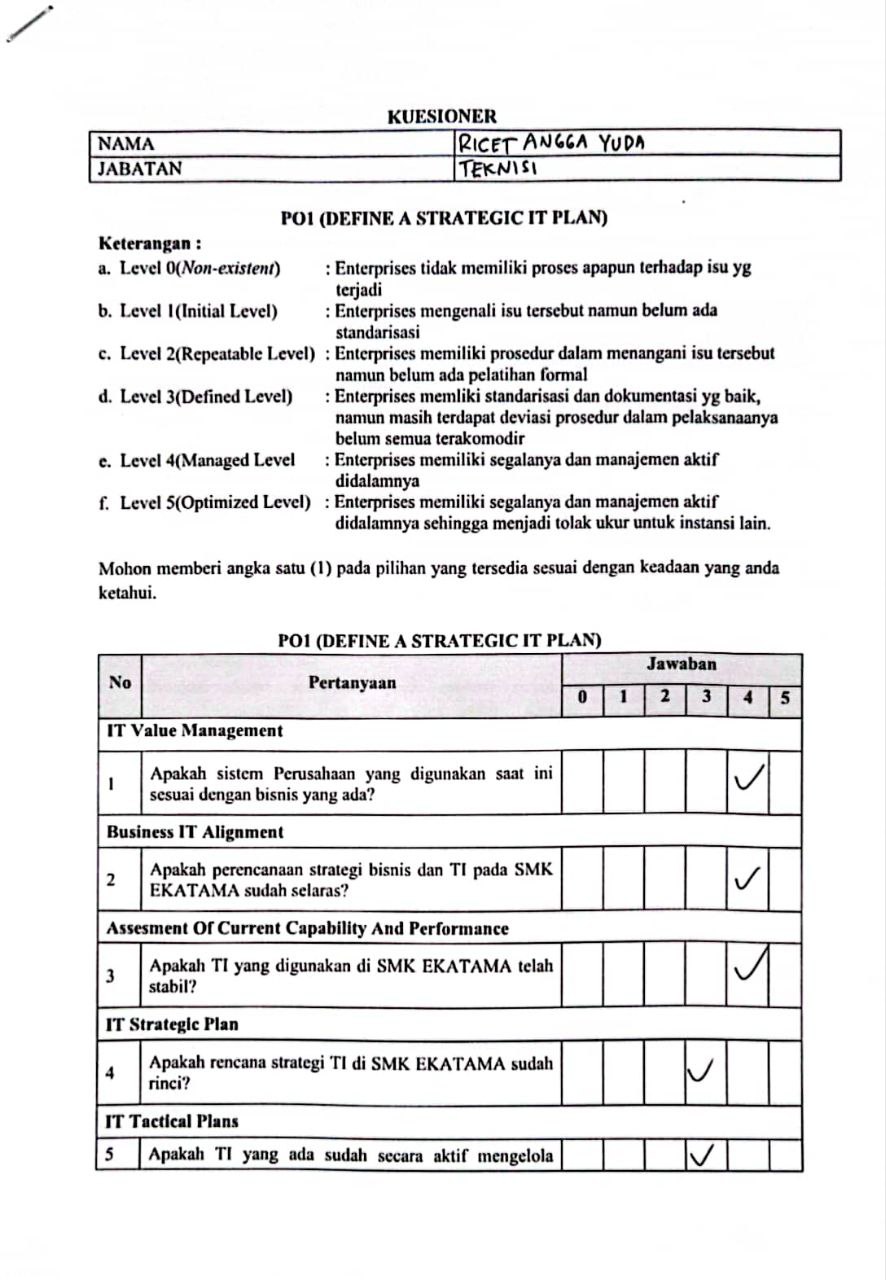 KUESIONER
NAMA RICET ANGGA YUDA
JABATAN TEKNISI
PO1 (DEFINE A STRATEGIC IT PLAN)
Keterangan :
a. Level 0(Non-existent) : Enterprises tidak memiliki proses apapun terhadap isu yg
terjadi
b. Level 1(Initial Level) : Enterprises mengenali isu tersebut namun belum ada
standarisasi
c. Level 2(Repeatable Level) : Enterprises memiliki prosedur dalam menangani isu tersebut
namun belum ada pelatihan formal
d. Level 3(Defined Level) : Enterprises memliki standarisasi dan dokumentasi yg baik,
namun masih terdapat deviasi prosedur dalam pelaksanaanya
belum semua terakomodir
e. Level 4(Managed Level : Enterprises memiliki segalanya dan manajemen aktif
didalamnya
f. Level 5(Optimized Level) : Enterprises memiliki segalanya dan manajemen aktif
didalamnya sehingga menjadi tolak ukur untuk instansi lain.
Mohon memberi angka satu (1) pada pilihan yang tersedia sesuai dengan keadaan yang anda
ketahui.
PO1 (DEFINE A STRATEGIC IT PLAN)
No Pertanyaan Jawaban
0 1 2 3 4 5
IT Value Management
1 Apakah sistem Perusahaan yang digunakan saat ini
sesuai dengan bisnis yang ada? ✓
Business IT Alignment
2 Apakah perencanaan strategi bisnis dan TI pada SMK
EKATAMA sudah selaras? ✓
Assesment Of Current Capability And Performance
3 Apakah TI yang digunakan di SMK EKATAMA telah
stabil? ✓
IT Strategic Plan
4 Apakah rencana strategi TI di SMK EKATAMA sudah
rinci? ✓
IT Tactical Plans
5 Apakah TI yang ada sudah secara aktif mengelola ✓